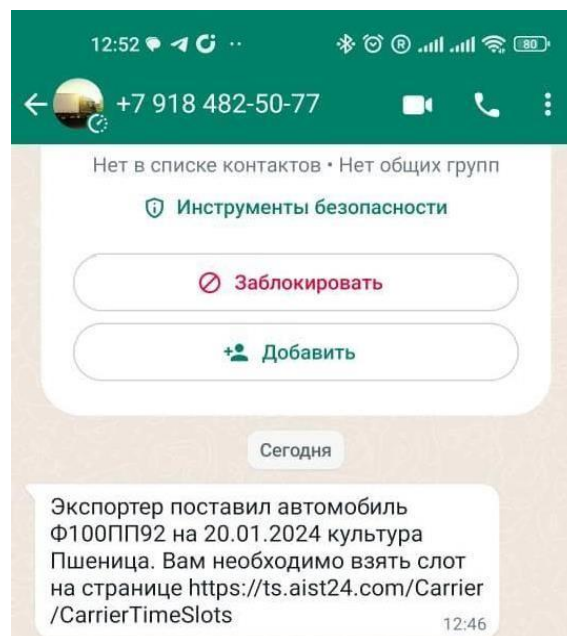 12:52
80
+7 918 482-50-77
Нет в списке контактов • Нет общих групп
Инструменты безопасности
Заблокировать
Добавить
Сегодня
Экспортер поставил автомобиль
Ф100ПП92 на 20.01.2024 культура
Пшеница. Вам необходимо взять слот
на странице https://ts.aist24.com/Carrier
/CarrierTimeSlots
12:46